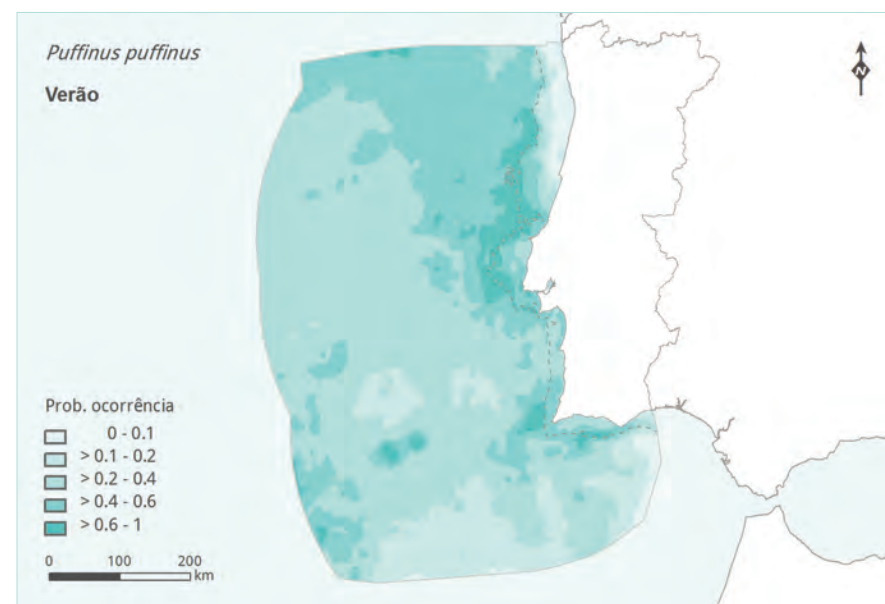 Puffinus puffinus
Verão
N
Prob. ocorrência
0 - 0.1
> 0.1 - 0.2
> 0.2 - 0.4
> 0.4 - 0.6
> 0.6 - 1
0 100 200
km